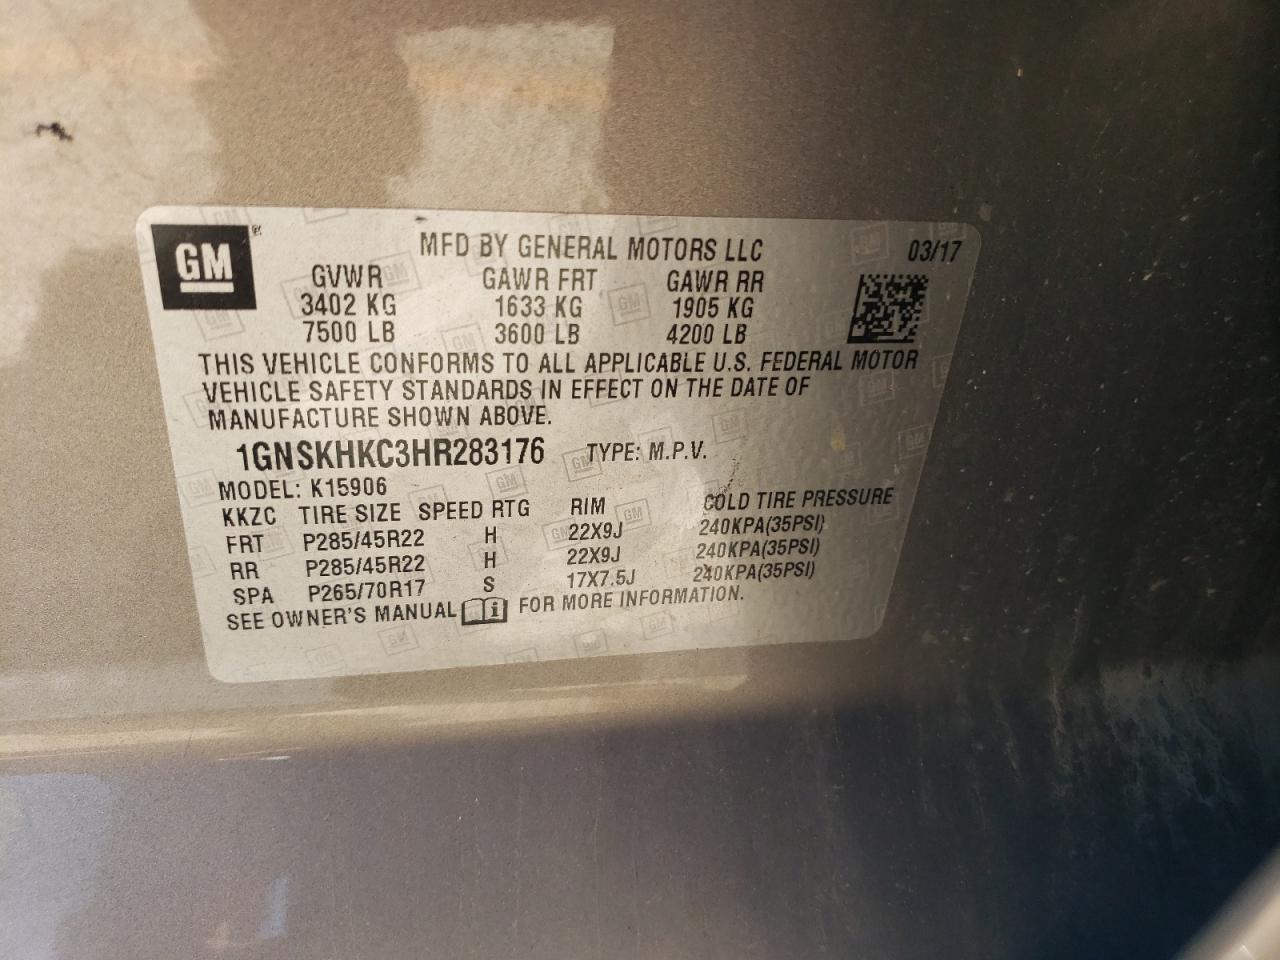 GM
MFD BY GENERAL MOTORS LLC 03/17
GVWR GAWR FRT GAWR RR
3402 KG 1633 KG 1905 KG
7500 LB 3600 LB 4200 LB
THIS VEHICLE CONFORMS TO ALL APPLICABLE U.S. FEDERAL MOTOR
VEHICLE SAFETY STANDARDS IN EFFECT ON THE DATE OF
MANUFACTURE SHOWN ABOVE.
1GNSKHKC3HR283176 TYPE: M.P.V.
MODEL: K15906
KKZC TIRE SIZE SPEED RTG RIM COLD TIRE PRESSURE
FRT P285/45R22 H 22X9J 240KPA(35PSI)
RR P285/45R22 H 22X9J 240KPA(35PSI)
SPA P265/70R17 S 17X7.5J 240KPA(35PSI)
SEE OWNER'S MANUAL i FOR MORE INFORMATION.